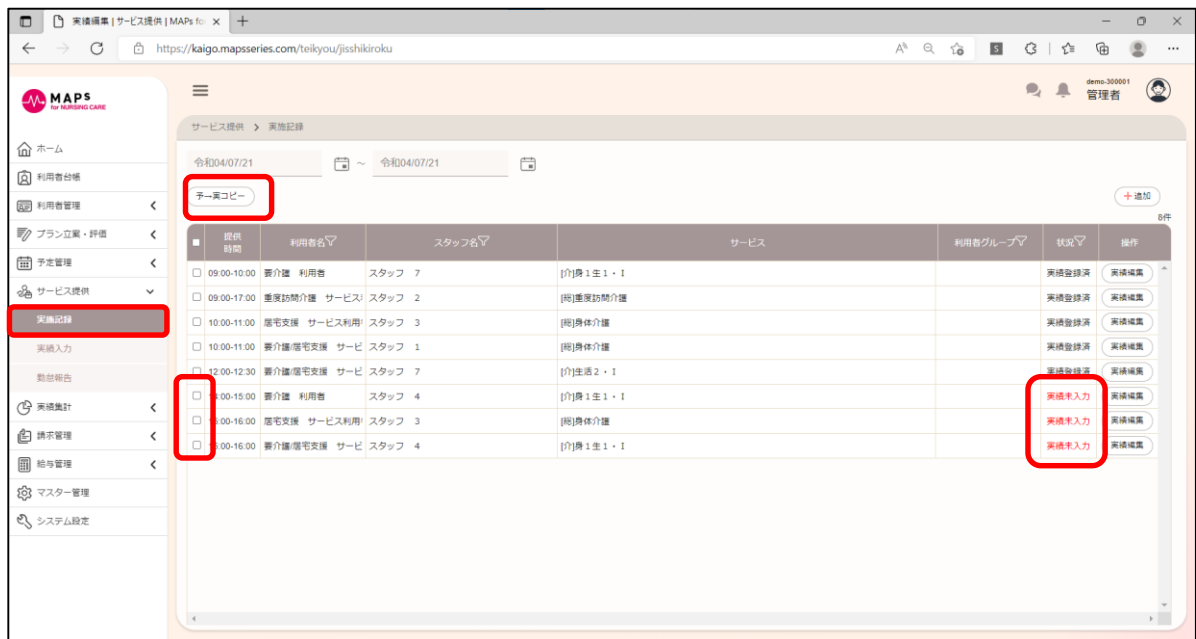 実績編集 | サービス提供 | MAPs fo
https://kaigo.mapsseries.com/teikyou/jisshikiroku
MAPS
for NURSING CARE
demo-300001
管理者
サービス提供 > 実施記録
ホーム
利用者台帳
利用者管理
プラン立案・評価
予定管理
サービス提供
実施記録
実績入力
勤怠報告
実績集計
請求管理
給与管理
マスター管理
システム設定
令和04/07/21 ～ 令和04/07/21
予→実コピー
+追加
8件
提供時間 利用者名 スタッフ名 サービス 利用者グループ 状況 操作
09:00-10:00 要介護 利用者 スタッフ 7 [介]身1生1・Ⅰ 実績登録済 実績編集
09:00-17:00 重度訪問介護 サービス スタッフ 2 [総]重度訪問介護 実績登録済 実績編集
10:00-11:00 居宅支援 サービス利用 スタッフ 3 [総]身体介護 実績登録済 実績編集
10:00-11:00 要介護/居宅支援 サービ スタッフ 1 [総]身体介護 実績登録済 実績編集
12:00-12:30 要介護/居宅支援 サービ スタッフ 7 [介]生活2・Ⅰ 実績登録済 実績編集
:00-15:00 要介護 利用者 スタッフ 4 [介]身1生1・Ⅰ 実績未入力 実績編集
:00-16:00 居宅支援 サービス利用 スタッフ 3 [総]身体介護 実績未入力 実績編集
:00-16:00 要介護/居宅支援 サービ スタッフ 4 [介]身1生1・Ⅰ 実績未入力 実績編集